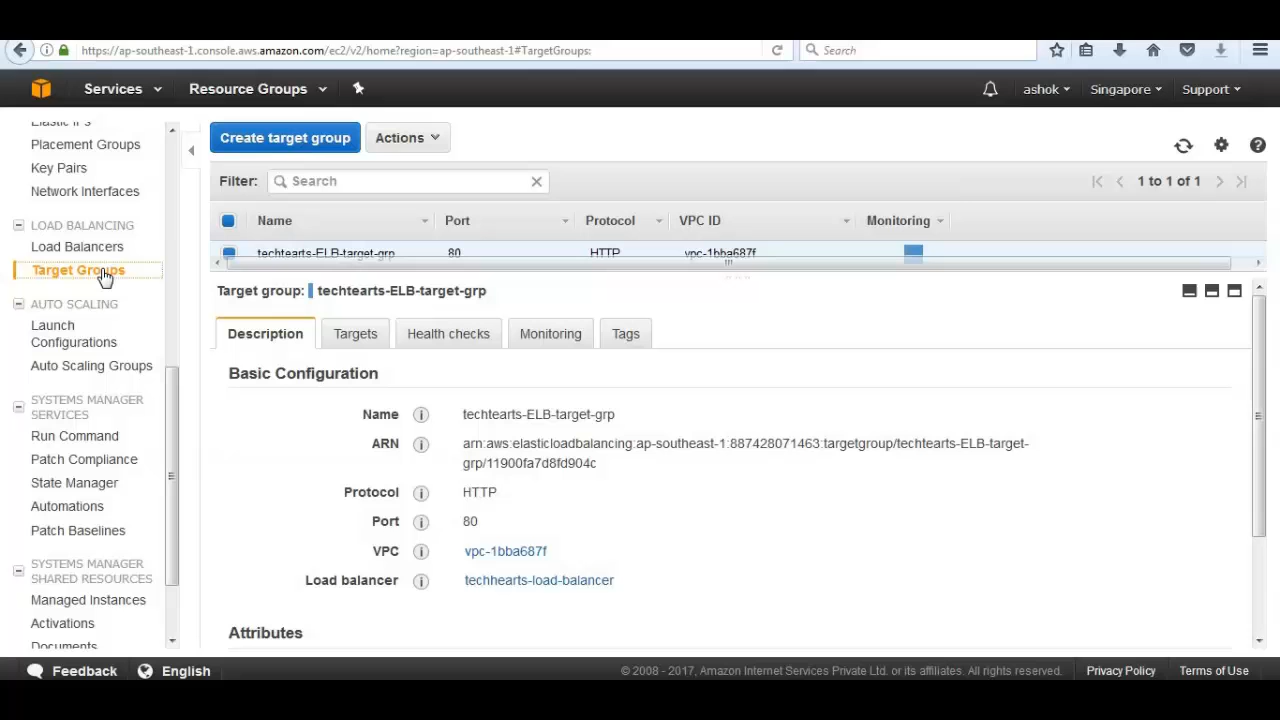 https://ap-southeast-1.console.aws.amazon.com/ec2/v2/home?region=ap-southeast-1#TargetGroups:
Search
Services
Resource Groups
ashok
Singapore
Support
Elastic IPs
Placement Groups
Key Pairs
Network Interfaces
LOAD BALANCING
Load Balancers
Target Groups
AUTO SCALING
Launch
Configurations
Auto Scaling Groups
SYSTEMS MANAGER
SERVICES
Run Command
Patch Compliance
State Manager
Automations
Patch Baselines
SYSTEMS MANAGER
SHARED RESOURCES
Managed Instances
Activations
Documents
Create target group
Actions
Filter:
Search
1 to 1 of 1
Name Port Protocol VPC ID Monitoring
techtearts-ELB-target-grp 80 HTTP vpc-1bba687f
Target group: techtearts-ELB-target-grp
Description Targets Health checks Monitoring Tags
Basic Configuration
Name techtearts-ELB-target-grp
ARN arn:aws:elasticloadbalancing:ap-southeast-1:887428071463:targetgroup/techtearts-ELB-target-
grp/11900fa7d8fd904c
Protocol HTTP
Port 80
VPC vpc-1bba687f
Load balancer techhearts-load-balancer
Attributes
Feedback
English
© 2008 - 2017, Amazon Internet Services Private Ltd. or its affiliates. All rights reserved.
Privacy Policy
Terms of Use